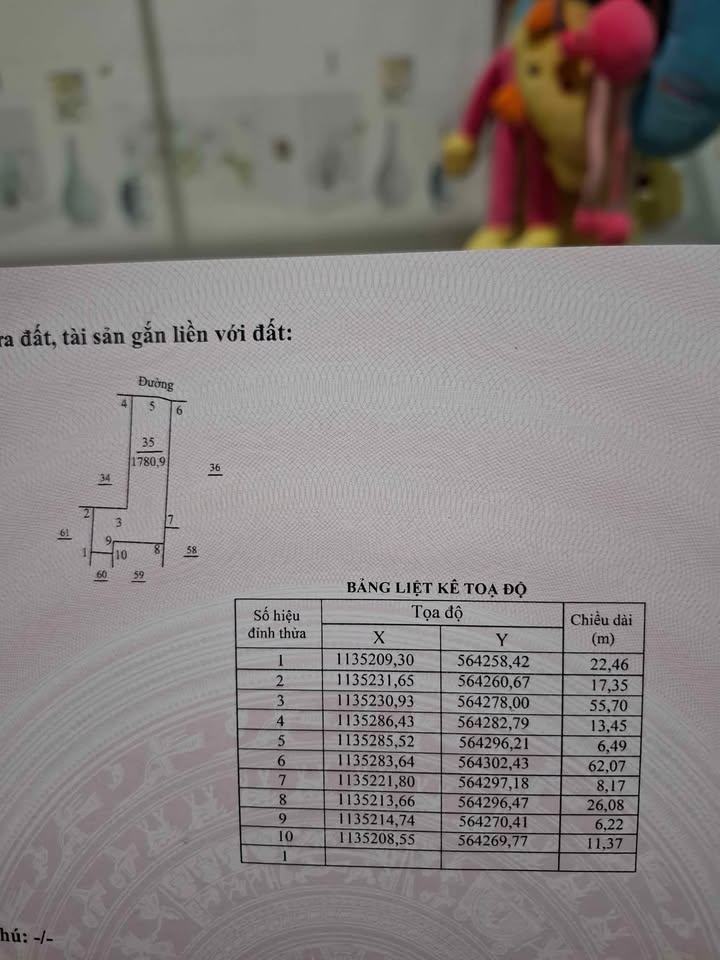 ra đất, tài sản gắn liền với đất:
Đường
4 5 6
35
1780,9
36
34
2
3
7
61
9
1 10 8 58
60 59
BẢNG LIỆT KÊ TOẠ ĐỘ
Số hiệu đỉnh thửa Tọa độ Chiều dài (m)
X Y
1 1135209,30 564258,42 22,46
2 1135231,65 564260,67 17,35
3 1135230,93 564278,00 55,70
4 1135286,43 564282,79 13,45
5 1135285,52 564296,21 6,49
6 1135283,64 564302,43 62,07
7 1135221,80 564297,18 8,17
8 1135213,66 564296,47 26,08
9 1135214,74 564270,41 6,22
10 1135208,55 564269,77 11,37
1
hú: -/-